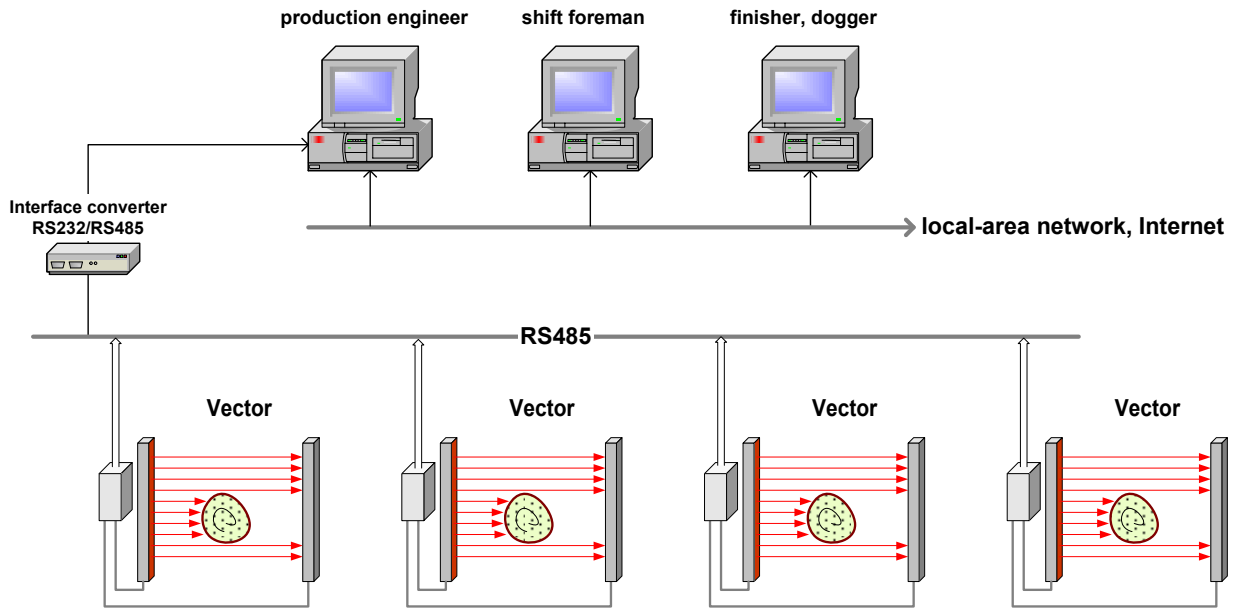 production engineer
shift foreman
finisher, dogger
Interface converter
RS232/RS485
local-area network, Internet
RS485
Vector
Vector
Vector
Vector